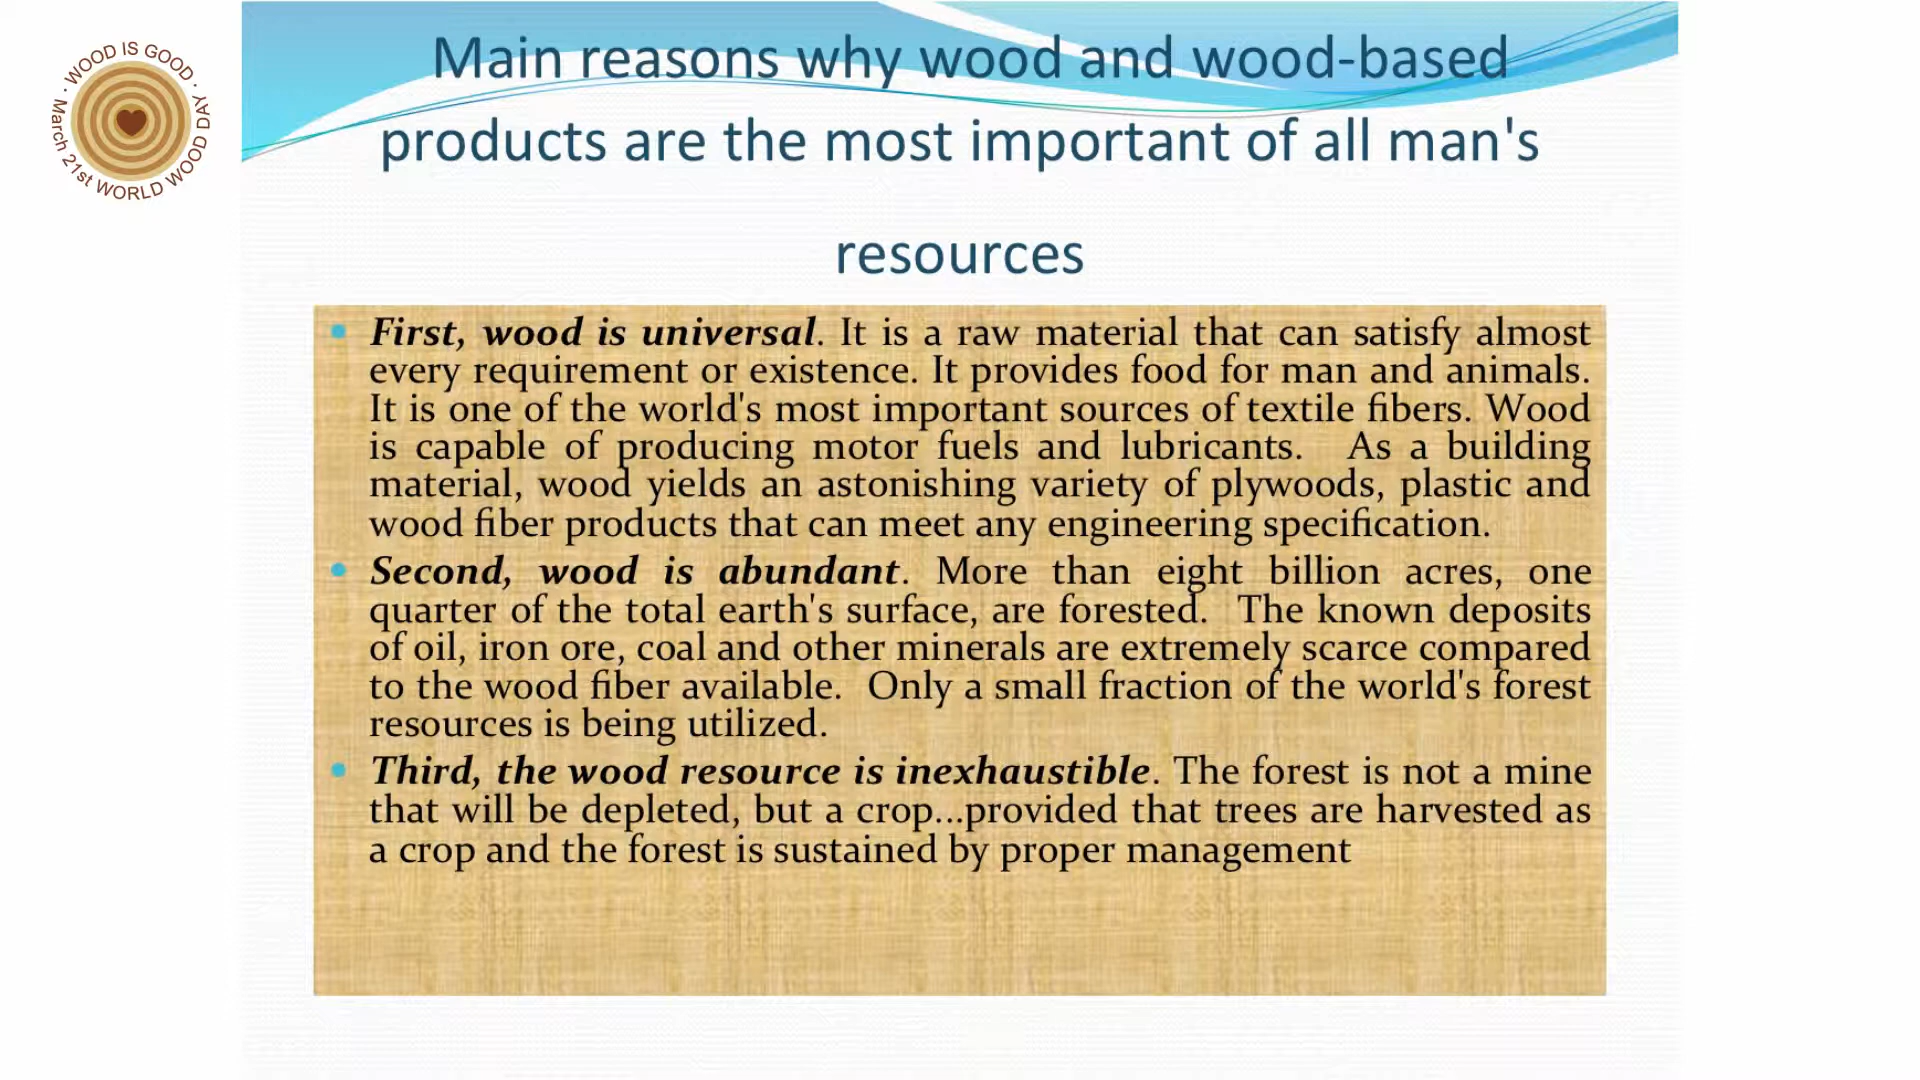 · WOOD IS GOOD ·
March 21st WORLD WOOD DAY
Main reasons why wood and wood-based
products are the most important of all man's
resources
First, wood is universal. It is a raw material that can satisfy almost
every requirement or existence. It provides food for man and animals.
It is one of the world's most important sources of textile fibers. Wood
is capable of producing motor fuels and lubricants.  As a building
material, wood yields an astonishing variety of plywoods, plastic and
wood fiber products that can meet any engineering specification.
Second, wood is abundant. More than eight billion acres, one
quarter of the total earth's surface, are forested.  The known deposits
of oil, iron ore, coal and other minerals are extremely scarce compared
to the wood fiber available.  Only a small fraction of the world's forest
resources is being utilized.
Third, the wood resource is inexhaustible. The forest is not a mine
that will be depleted, but a crop...provided that trees are harvested as
a crop and the forest is sustained by proper management